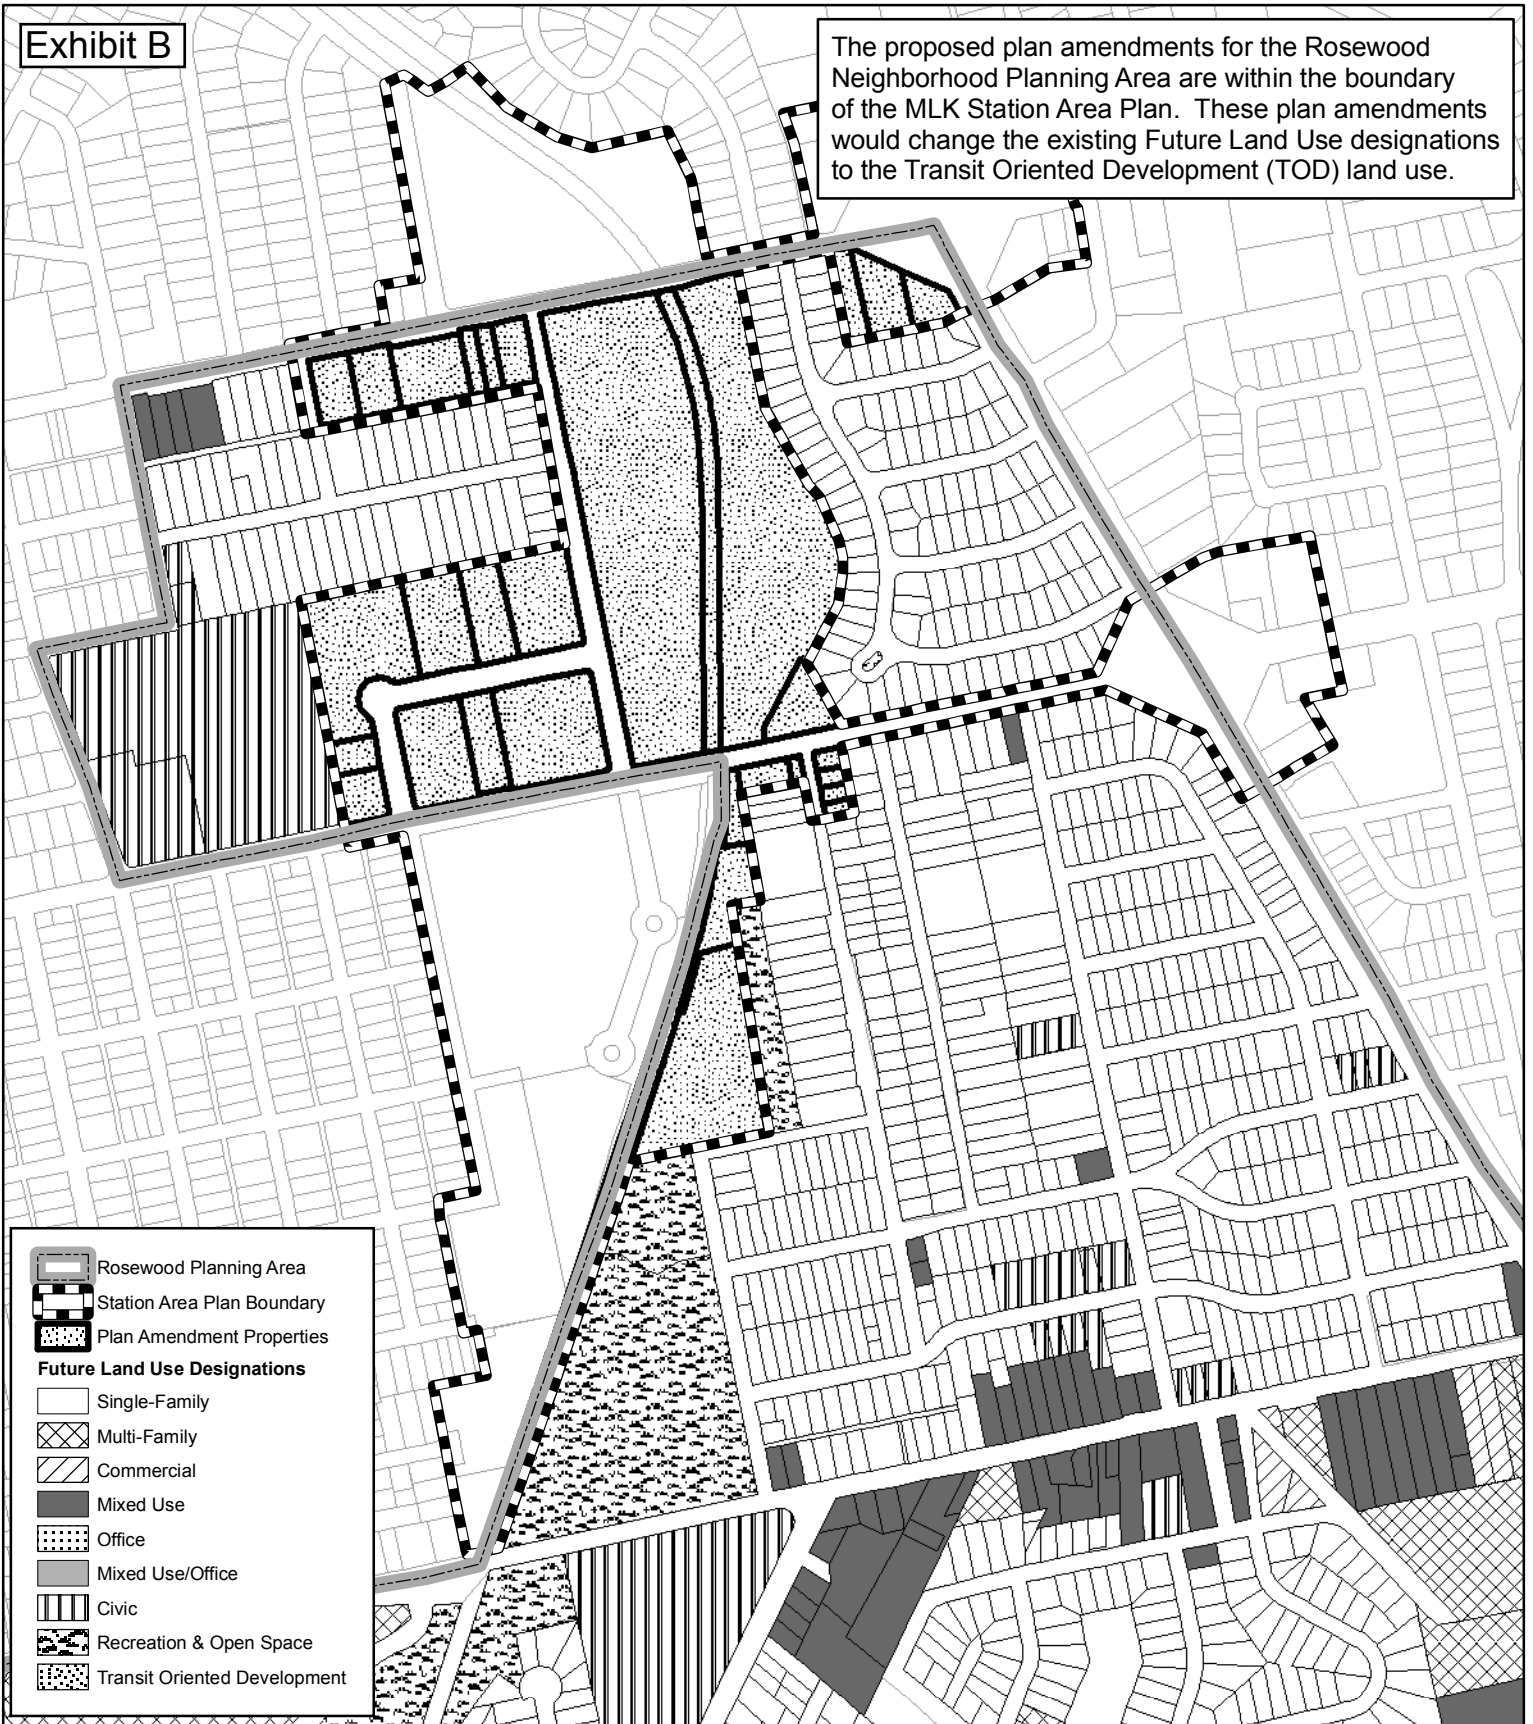 Exhibit B
The proposed plan amendments for the Rosewood
Neighborhood Planning Area are within the boundary
of the MLK Station Area Plan. These plan amendments
would change the existing Future Land Use designations
to the Transit Oriented Development (TOD) land use.
Rosewood Planning Area
Station Area Plan Boundary
Plan Amendment Properties
Future Land Use Designations
Single-Family
Multi-Family
Commercial
Mixed Use
Office
Mixed Use/Office
Civic
Recreation & Open Space
Transit Oriented Development